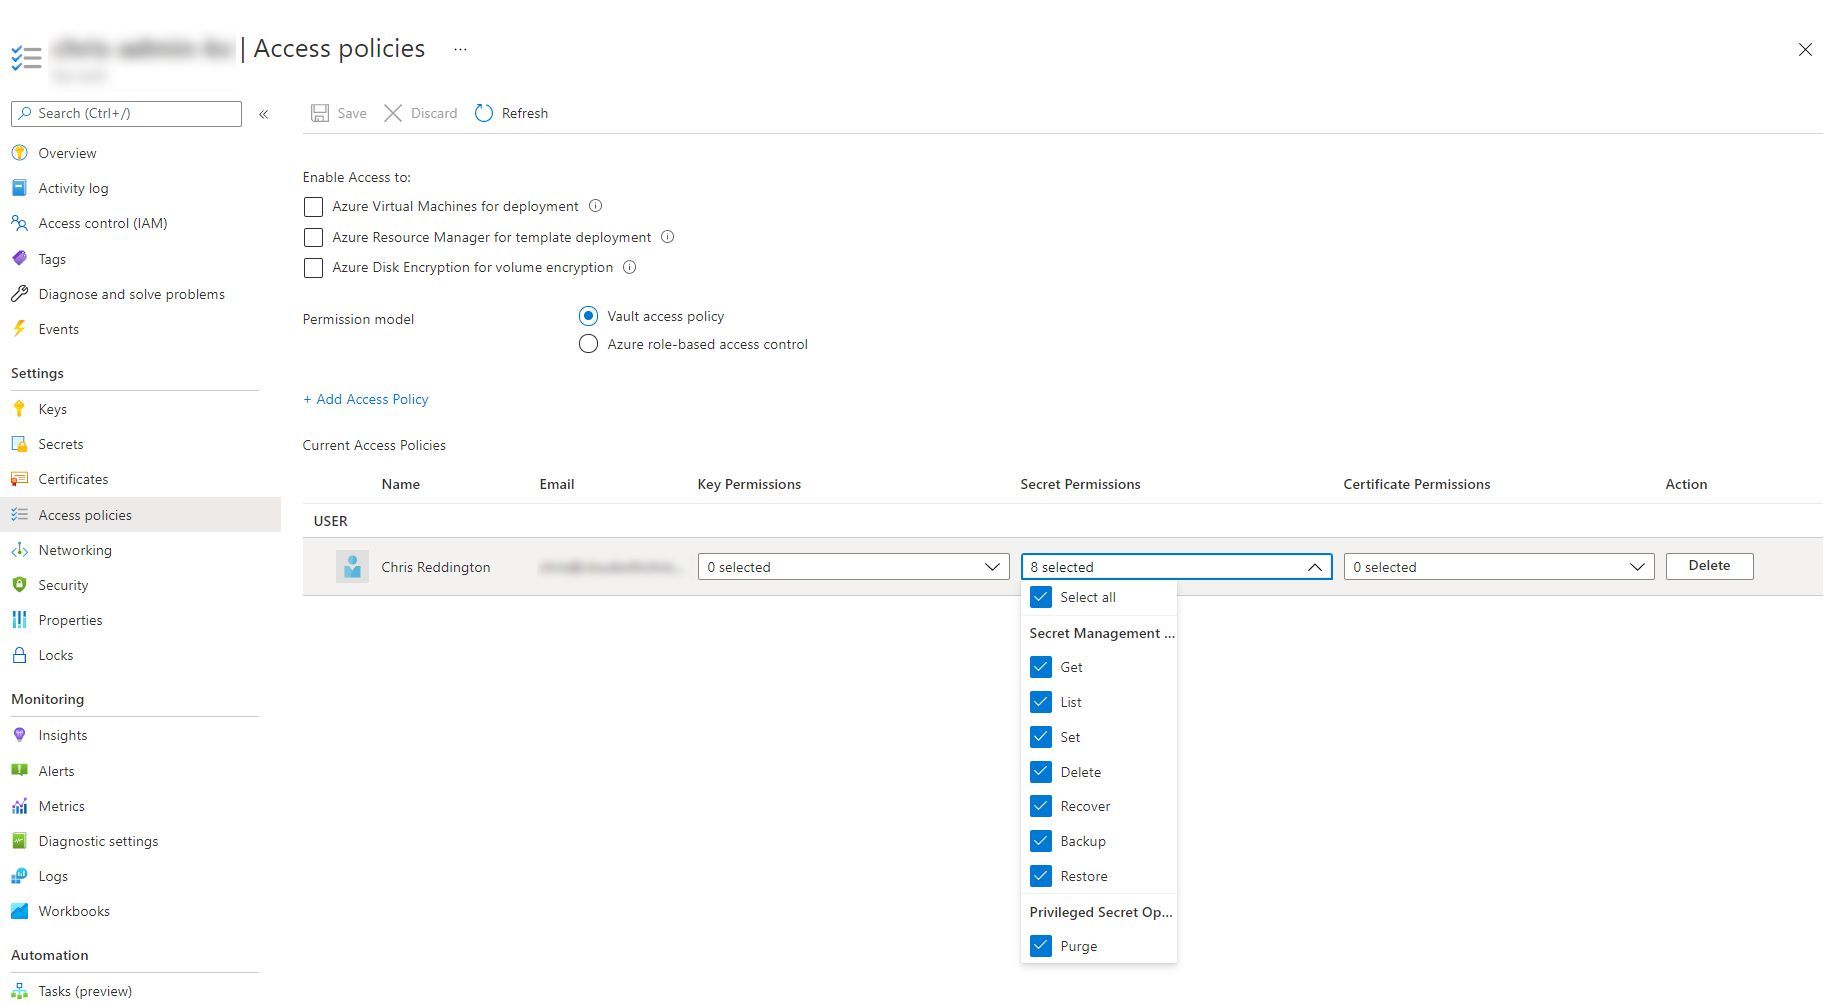 | Access policies ...
Search (Ctrl+/) «
Save Discard Refresh
Overview
Activity log
Access control (IAM)
Tags
Diagnose and solve problems
Events
Settings
Keys
Secrets
Certificates
Access policies
Networking
Security
Properties
Locks
Monitoring
Insights
Alerts
Metrics
Diagnostic settings
Logs
Workbooks
Automation
Tasks (preview)
Enable Access to:
Azure Virtual Machines for deployment
Azure Resource Manager for template deployment
Azure Disk Encryption for volume encryption
Permission model
Vault access policy
Azure role-based access control
+ Add Access Policy
Current Access Policies
Name Email Key Permissions Secret Permissions Certificate Permissions Action
USER
Chris Reddington 0 selected 8 selected 0 selected Delete
Select all
Secret Management ...
Get
List
Set
Delete
Recover
Backup
Restore
Privileged Secret Op...
Purge